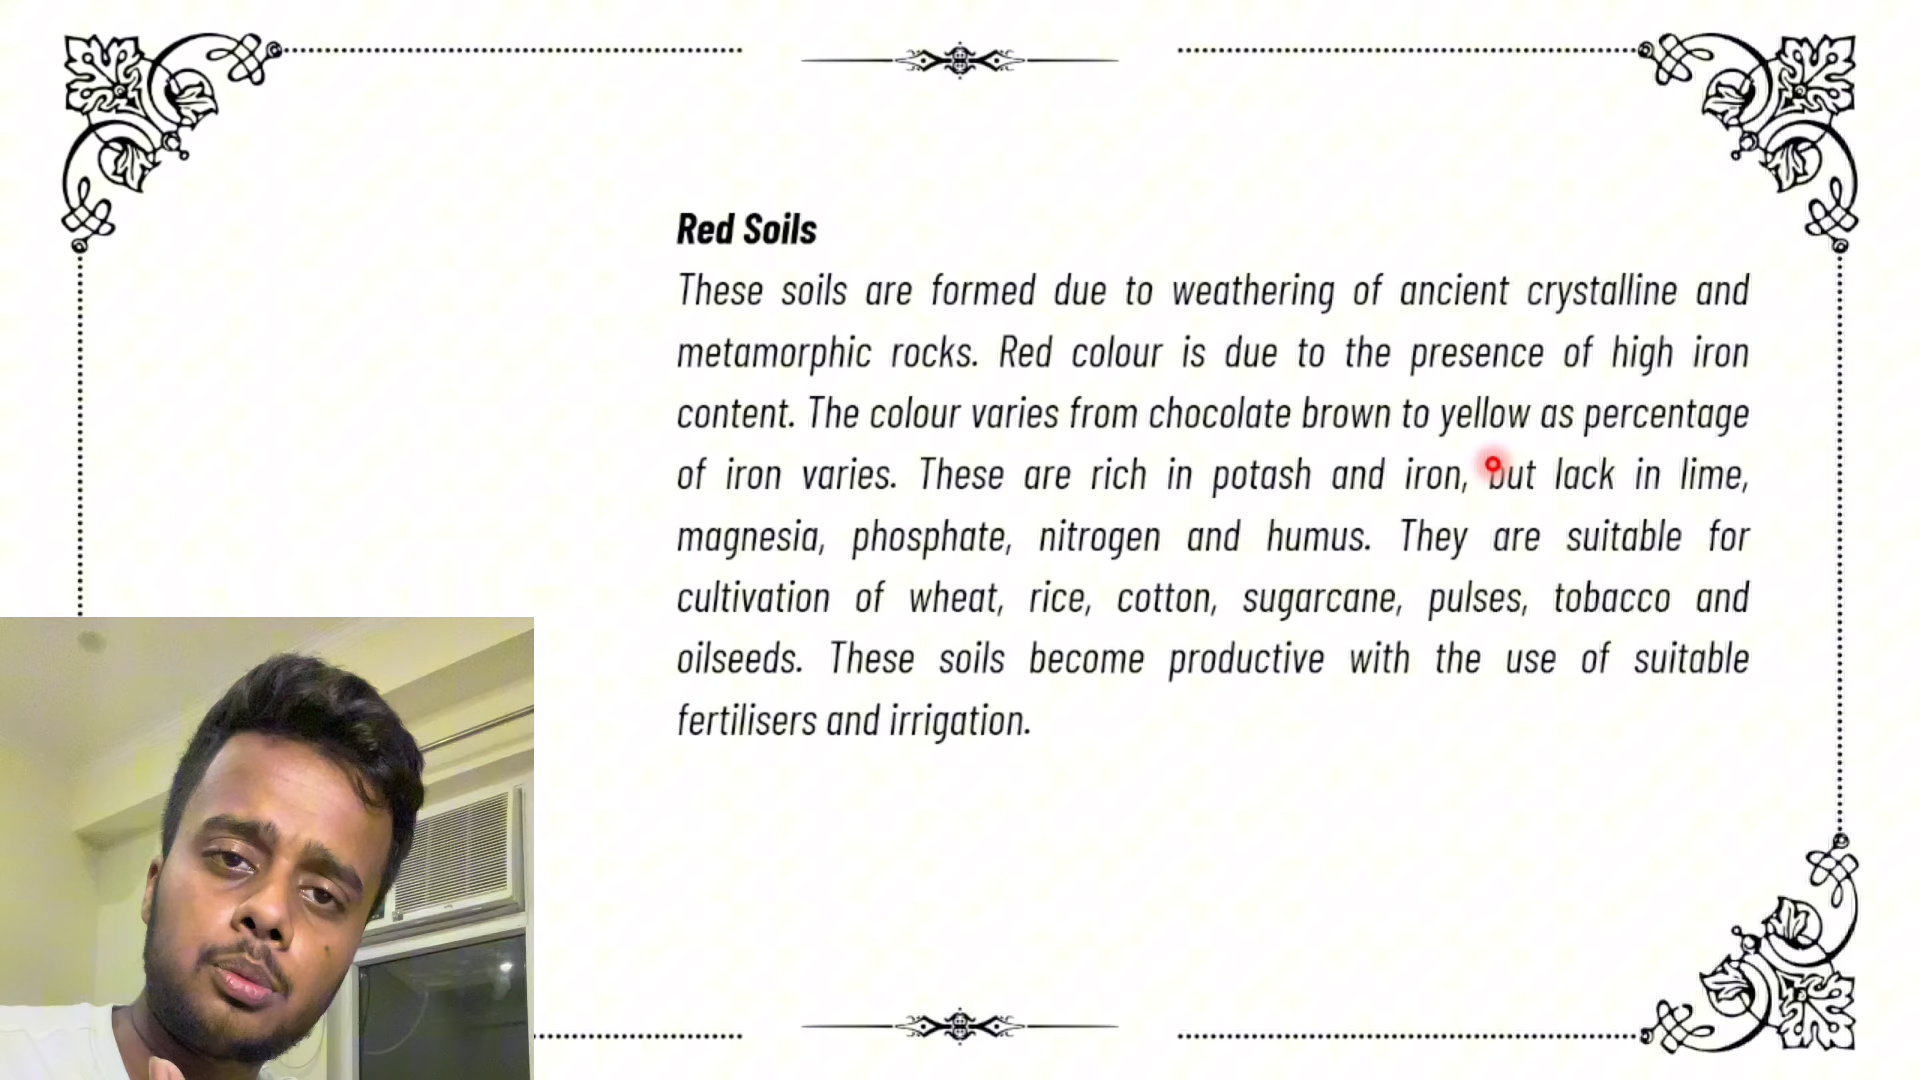 Red Soils
These soils are formed due to weathering of ancient crystalline and
metamorphic rocks. Red colour is due to the presence of high iron
content. The colour varies from chocolate brown to yellow as percentage
of iron varies. These are rich in potash and iron, but lack in lime,
magnesia, phosphate, nitrogen and humus. They are suitable for
cultivation of wheat, rice, cotton, sugarcane, pulses, tobacco and
oilseeds. These soils become productive with the use of suitable
fertilisers and irrigation.